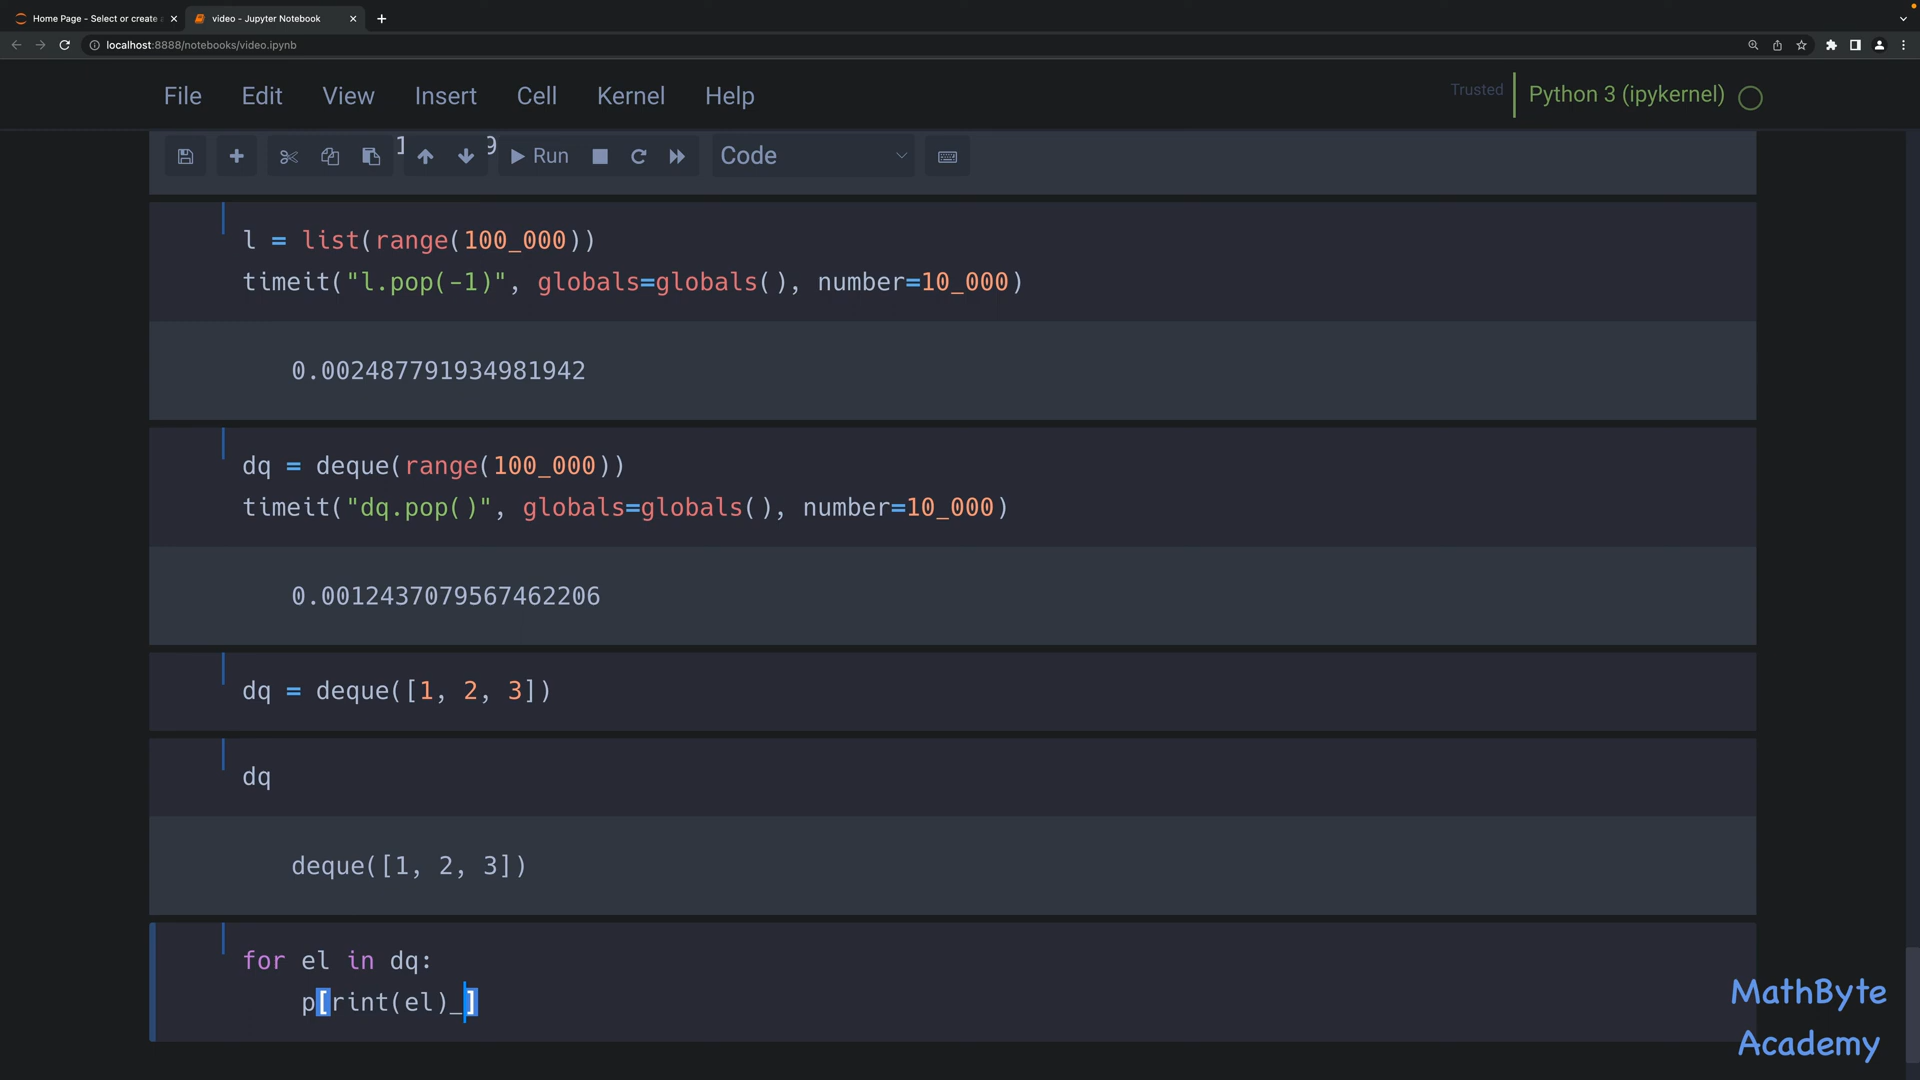 Home Page - Select or create
video - Jupyter Notebook
localhost:8888/notebooks/video.ipynb
File Edit View Insert Cell Kernel Help
Trusted
Python 3 (ipykernel)
1 9
Run
Code
l = list(range(100_000))
timeit("l.pop(-1)", globals=globals(), number=10_000)
0.002487791934981942
dq = deque(range(100_000))
timeit("dq.pop()", globals=globals(), number=10_000)
0.0012437079567462206
dq = deque([1, 2, 3])
dq
deque([1, 2, 3])
for el in dq:
p[rint(el)_]
MathByte
Academy